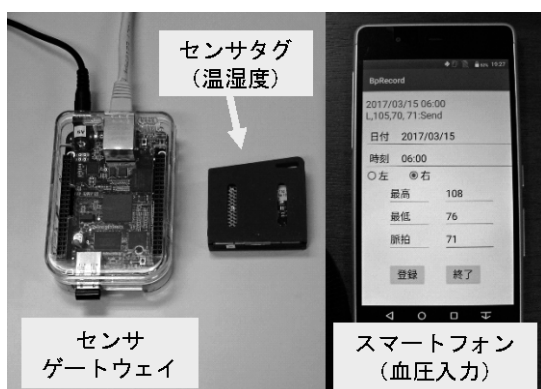 センサタグ
(温湿度)
15:27
BpRecord
2017/03/15 06:00
L,105,70, 71:Send
日付 2017/03/15
時刻 06:00
左 右
最高 108
最低 76
脈拍 71
登録 終了
センサ
ゲートウェイ
スマートフォン
(血圧入力)